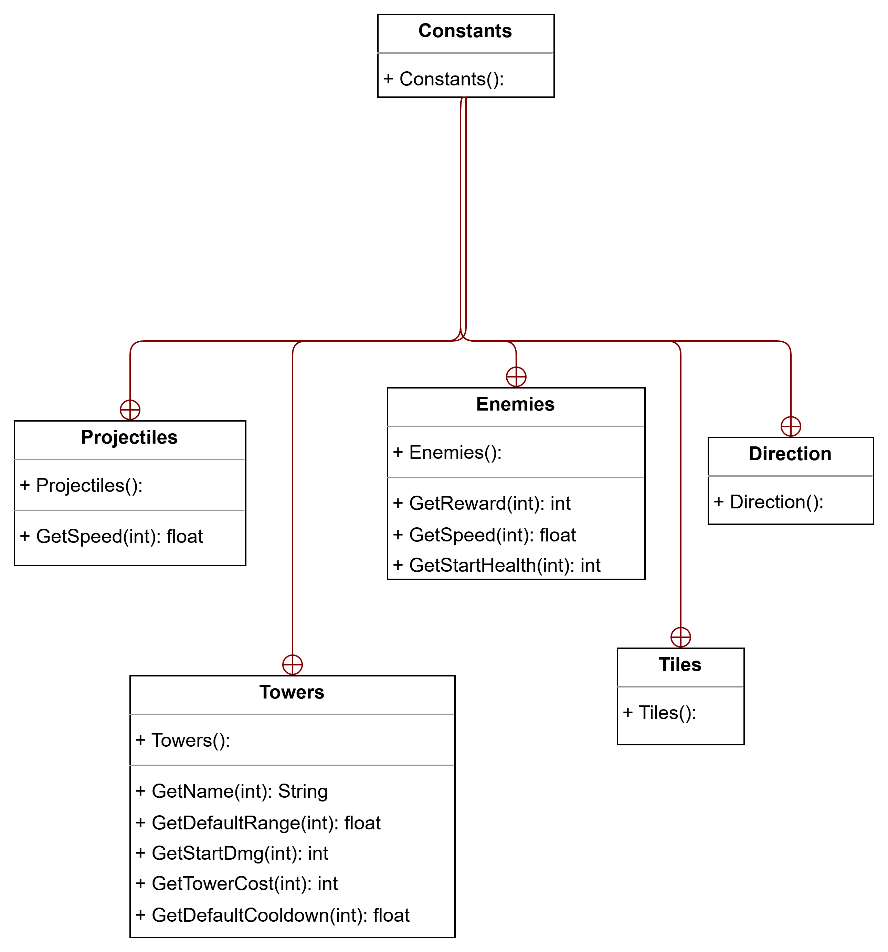 Constants
+ Constants():
Projectiles
+ Projectiles():
+ GetSpeed(int): float
Enemies
+ Enemies():
+ GetReward(int): int
+ GetSpeed(int): float
+ GetStartHealth(int): int
Direction
+ Direction():
Towers
+ Towers():
+ GetName(int): String
+ GetDefaultRange(int): float
+ GetStartDmg(int): int
+ GetTowerCost(int): int
+ GetDefaultCooldown(int): float
Tiles
+ Tiles():